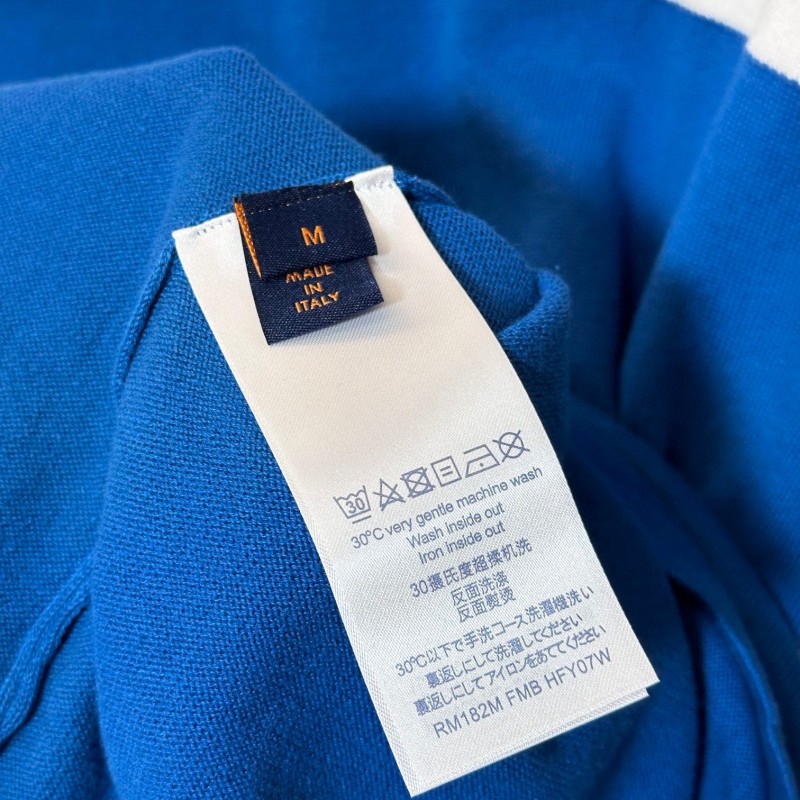 M
MADE
IN
ITALY
30
30°C very gentle machine wash
Wash inside out
Iron inside out
30摄氏度超柔机洗
反面洗涤
反面熨烫
30℃以下で手洗コース洗濯機洗い
裏返しにして洗濯してください
裏返しにしてアイロンをあててください
RM182M FMB HFY07W